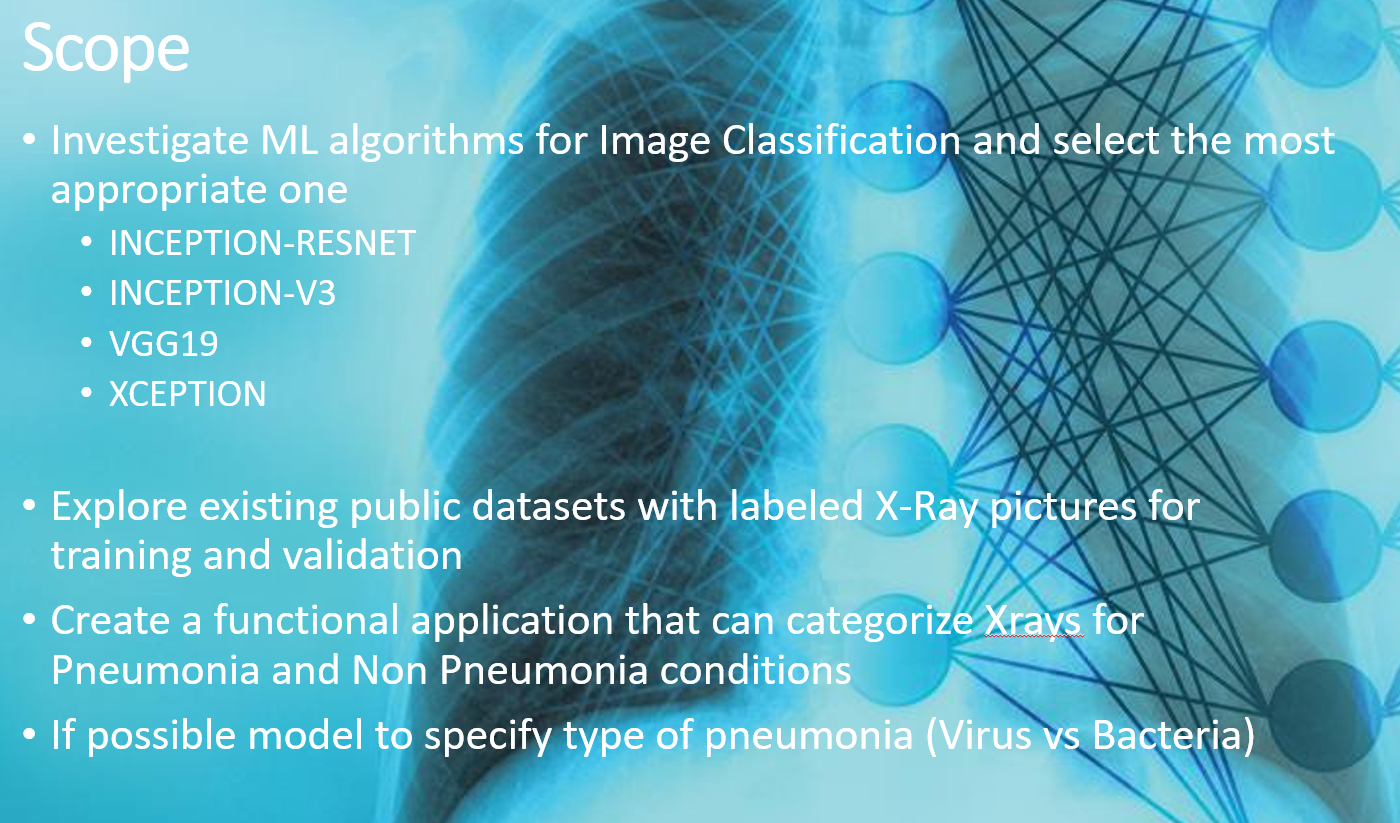 Scope
• Investigate ML algorithms for Image Classification and select the most
appropriate one
• INCEPTION-RESNET
• INCEPTION-V3
• VGG19
• XCEPTION
• Explore existing public datasets with labeled X-Ray pictures for
training and validation
• Create a functional application that can categorize Xrays for
Pneumonia and Non Pneumonia conditions
• If possible model to specify type of pneumonia (Virus vs Bacteria)